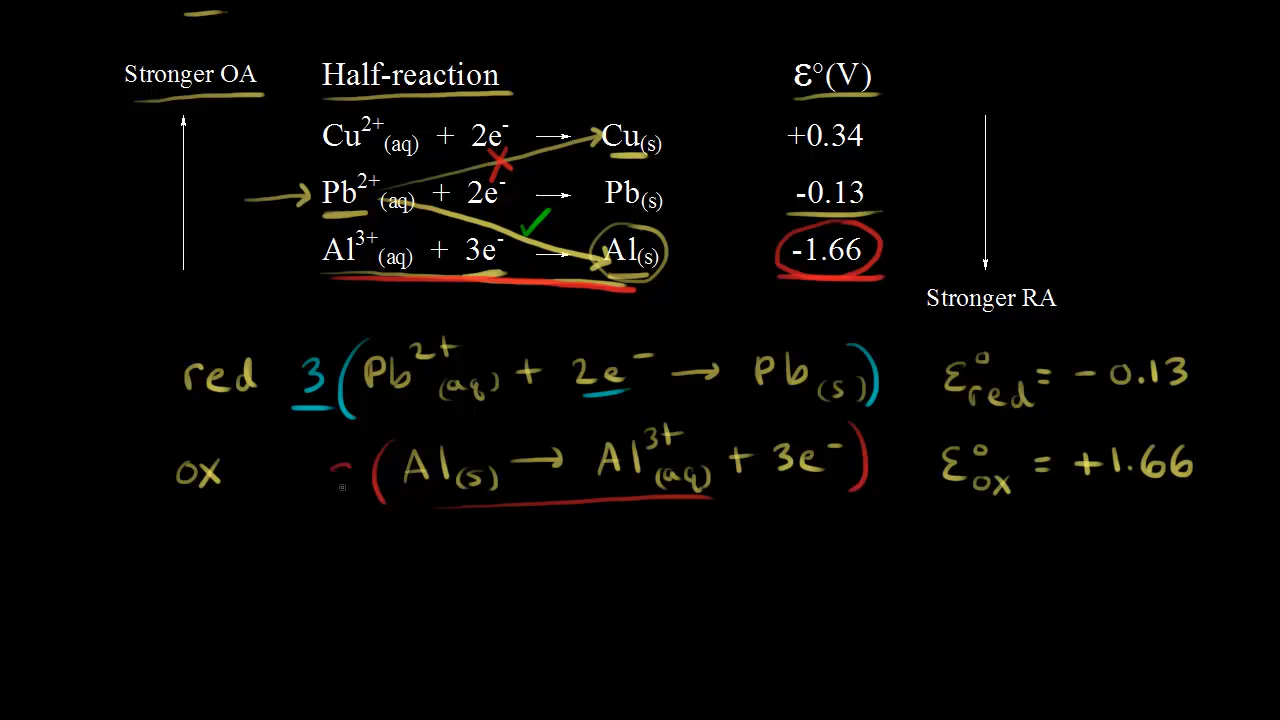 Stronger OA Half-reaction Ɛ°(V)
Cu²⁺(aq) + 2e⁻ → Cu(s) +0.34
Pb²⁺(aq) + 2e⁻ → Pb(s) -0.13
Al³⁺(aq) + 3e⁻ → Al(s) -1.66
Stronger RA
red 3(Pb²⁺(aq) + 2e⁻ → Pb(s)) Ɛ°red = -0.13
ox (Al(s) → Al³⁺(aq) + 3e⁻) Ɛ°ox = +1.66